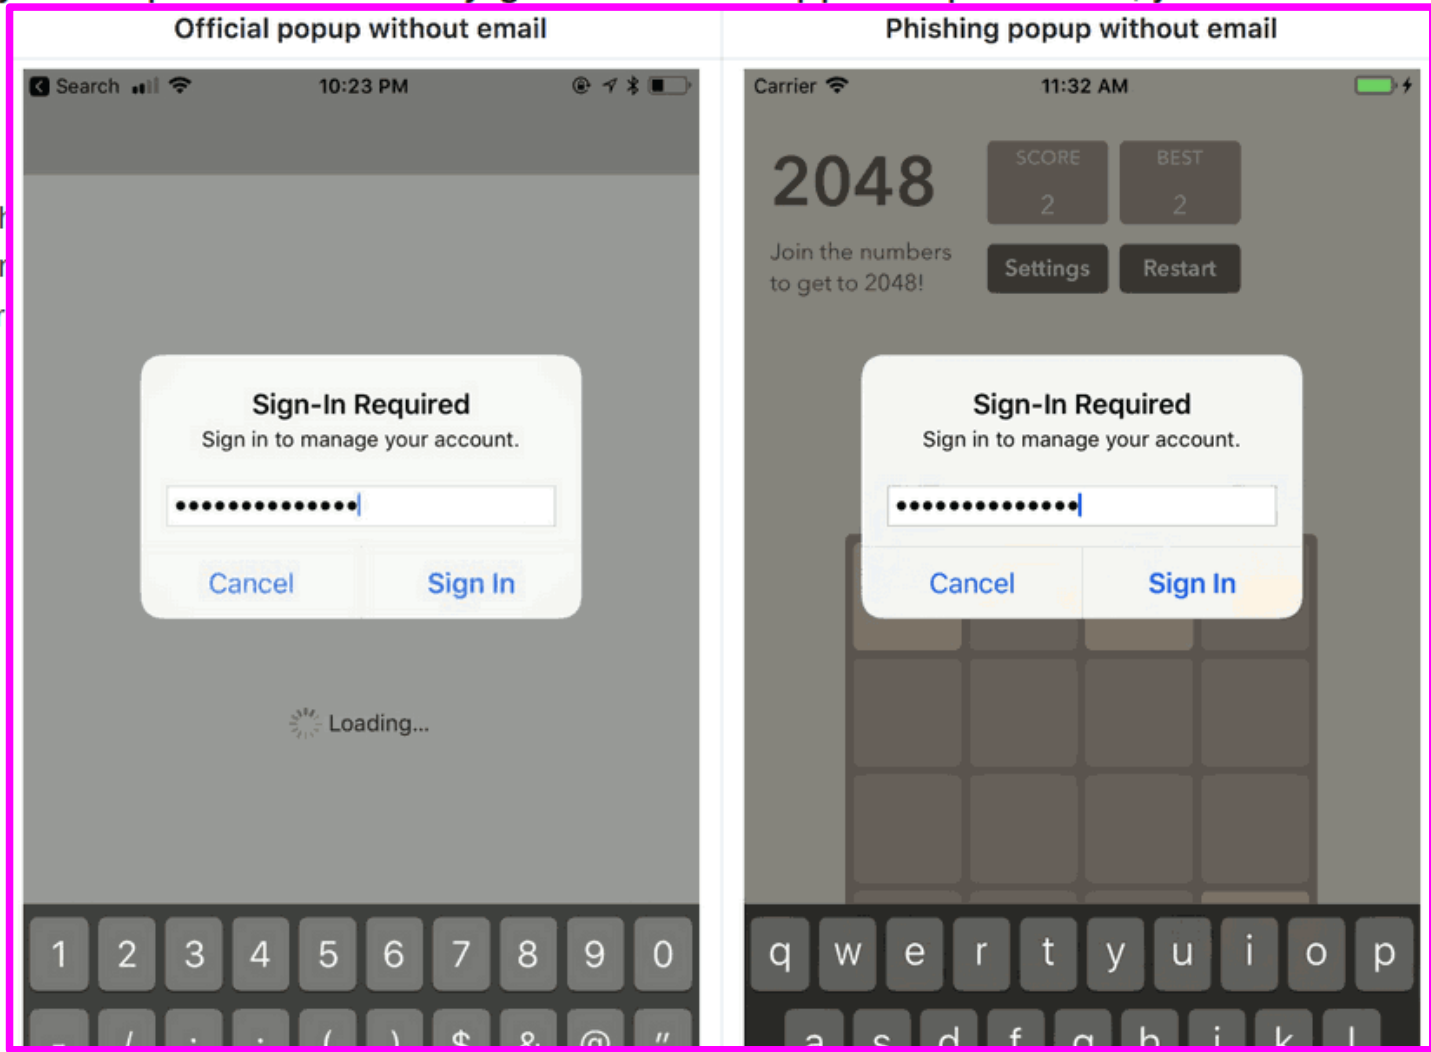 Official popup without email
Phishing popup without email
Search
10:23 PM
Sign-In Required
Sign in to manage your account.
Cancel
Sign In
Loading...
1 2 3 4 5 6 7 8 9 0
- / : ; ( ) $ & @ "
Carrier
11:32 AM
2048
SCORE
2
BEST
2
Join the numbers
to get to 2048!
Settings
Restart
Sign-In Required
Sign in to manage your account.
Cancel
Sign In
q w e r t y u i o p
a s d f g h j k l